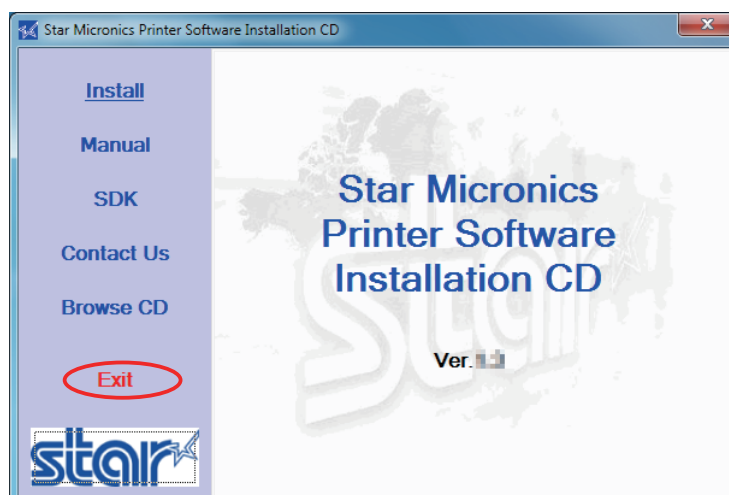 Star Micronics Printer Software Installation CD
Install
Manual
SDK
Contact Us
Browse CD
Exit
star
Star Micronics
Printer Software
Installation CD
Ver.